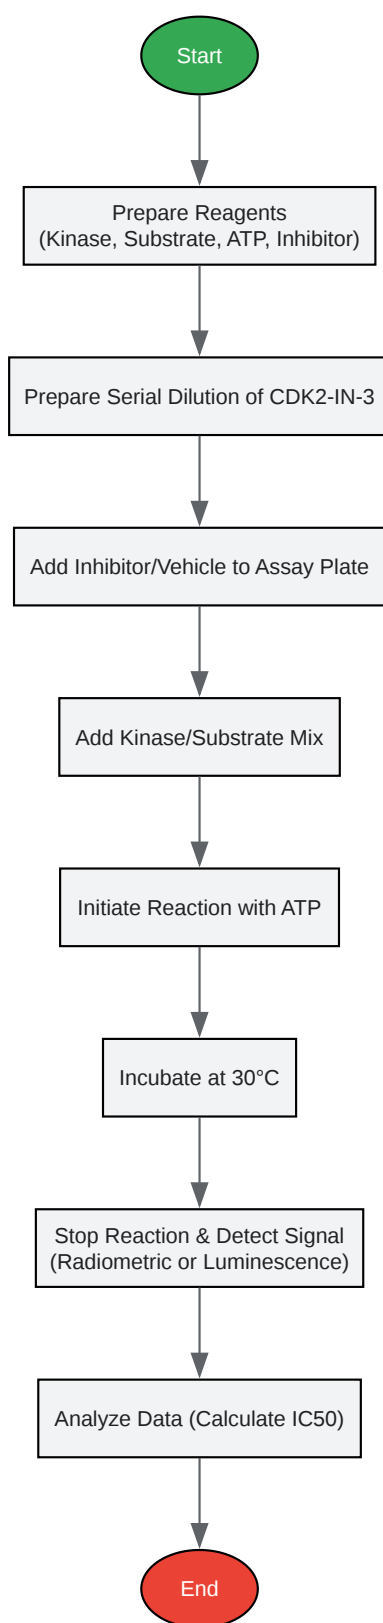 Start
Prepare Reagents
(Kinase, Substrate, ATP, Inhibitor)
Prepare Serial Dilution of CDK2-IN-3
Add Inhibitor/Vehicle to Assay Plate
Add Kinase/Substrate Mix
Initiate Reaction with ATP
Incubate at 30°C
Stop Reaction & Detect Signal
(Radiometric or Luminescence)
Analyze Data (Calculate IC50)
End